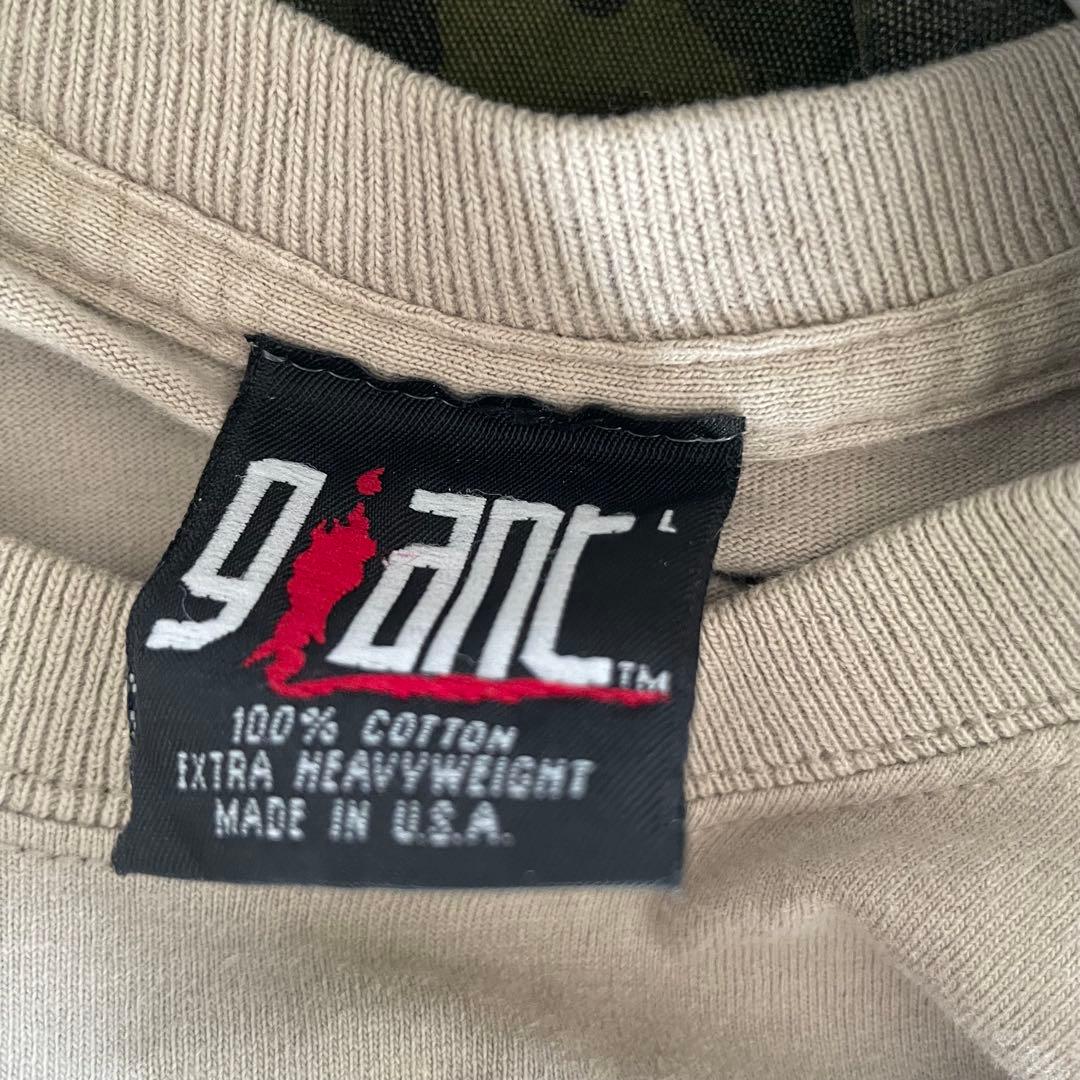 giant L
TM
100% COTTON
EXTRA HEAVYWEIGHT
MADE IN U.S.A.